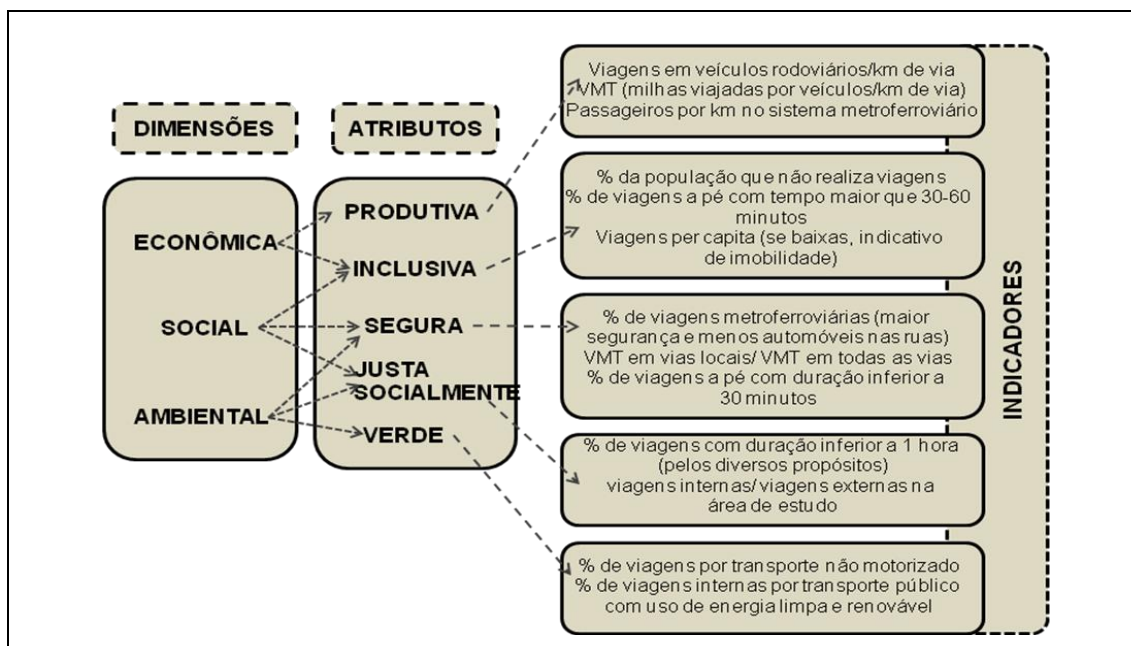 DIMENSÕES
ECONÔMICA
SOCIAL
AMBIENTAL
ATRIBUTOS
PRODUTIVA
INCLUSIVA
SEGURA
JUSTA
SOCIALMENTE
VERDE
Viagens em veículos rodoviários/km de via
VMT (milhas viajadas por veículos/km de via)
Passageiros por km no sistema metroferroviário
% da população que não realiza viagens
% de viagens a pé com tempo maior que 30-60
minutos
Viagens per capita (se baixas, indicativo
de imobilidade)
% de viagens metroferroviárias (maior
segurança e menos automóveis nas ruas)
VMT em vias locais/ VMT em todas as vias
% de viagens a pé com duração inferior a
30 minutos
% de viagens com duração inferior a 1 hora
(pelos diversos propósitos)
viagens internas/ viagens externas na
área de estudo
% de viagens por transporte não motorizado
% de viagens internas por transporte público
com uso de energia limpa e renovável
INDICADORES